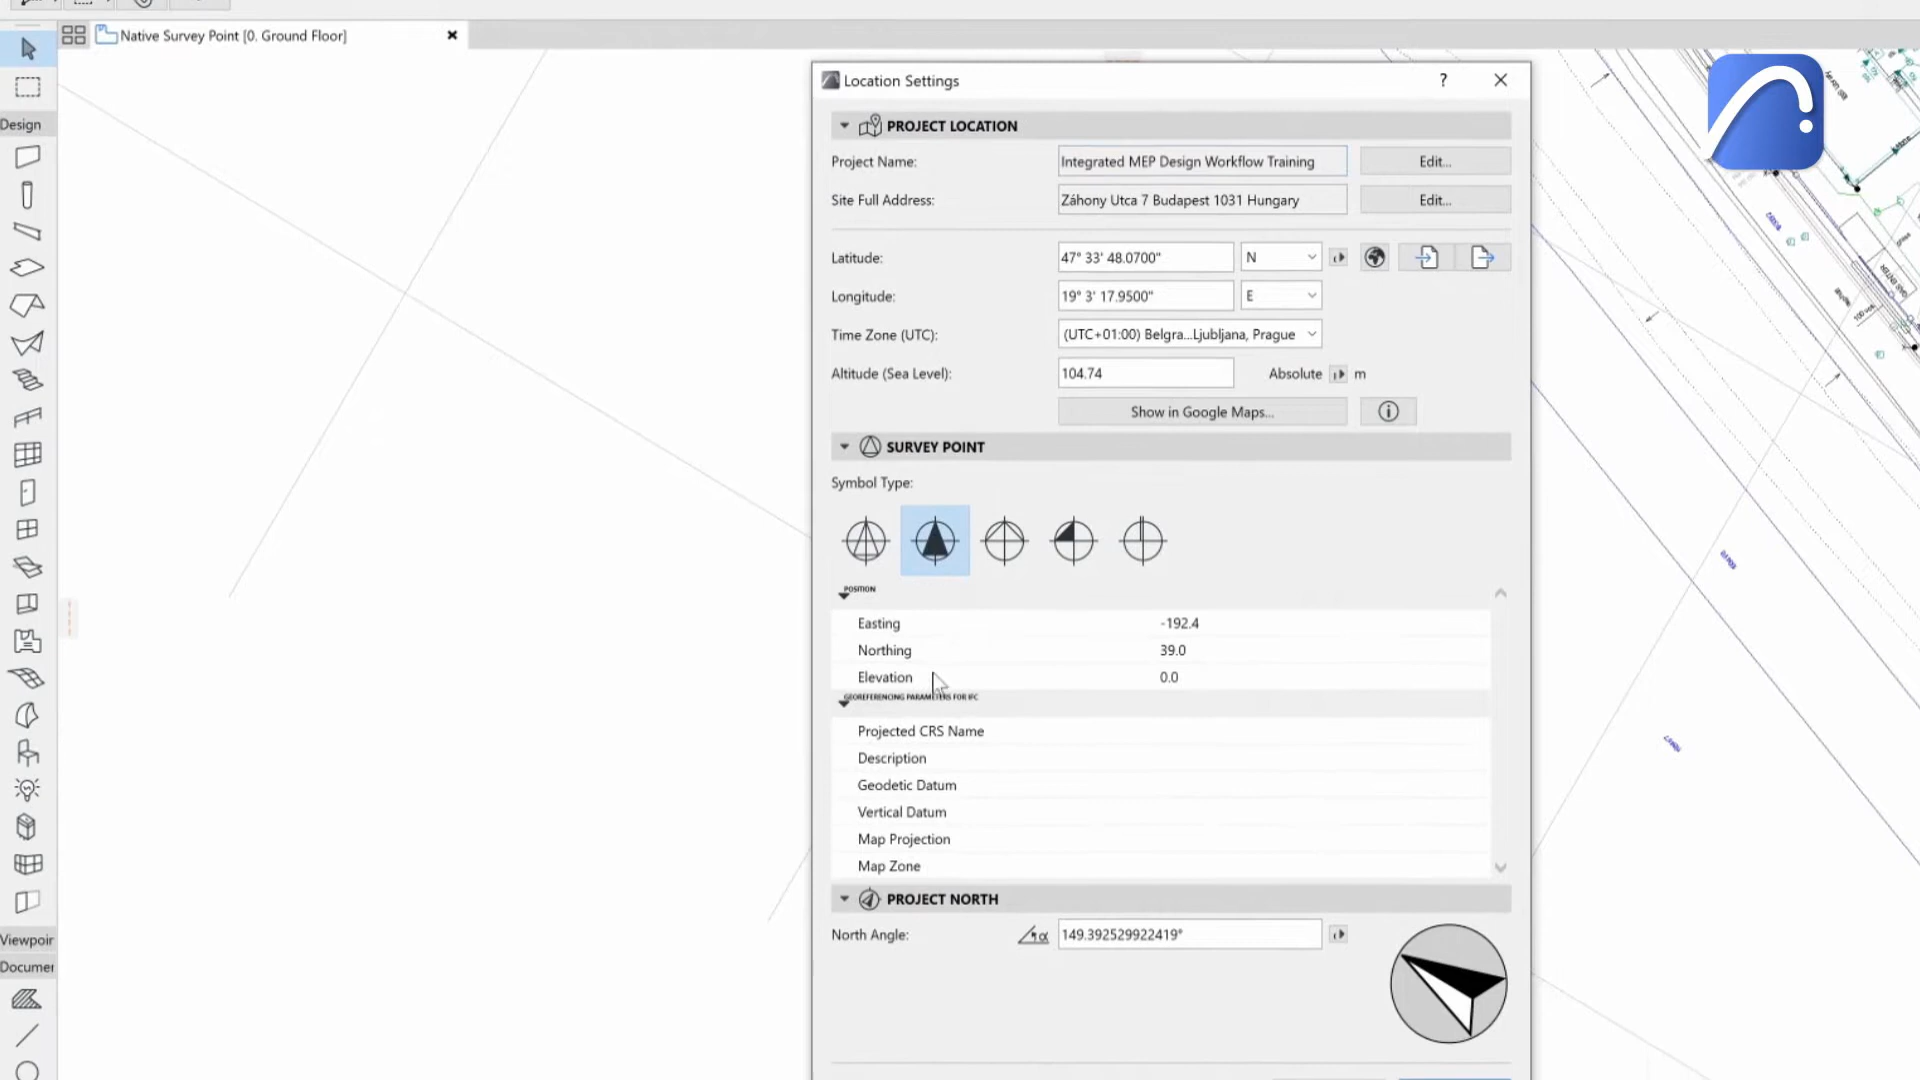 Native Survey Point [0. Ground Floor]
Location Settings
?
Design
PROJECT LOCATION
Project Name:
Integrated MEP Design Workflow Training
Edit...
Site Full Address:
Záhony Utca 7 Budapest 1031 Hungary
Edit...
Latitude:
47° 33' 48.0700"
N
Longitude:
19° 3' 17.9500"
E
Time Zone (UTC):
(UTC+01:00) Belgra...Ljubljana, Prague
Altitude (Sea Level):
104.74
Absolute
m
Show in Google Maps...
SURVEY POINT
Symbol Type:
POSITION
Easting
-192.4
Northing
39.0
Elevation
0.0
GEOREFERENCING PARAMETERS FOR IFC
Projected CRS Name
Description
Geodetic Datum
Vertical Datum
Map Projection
Map Zone
PROJECT NORTH
North Angle:
α
149.392529922419°
Viewpoir
Documer